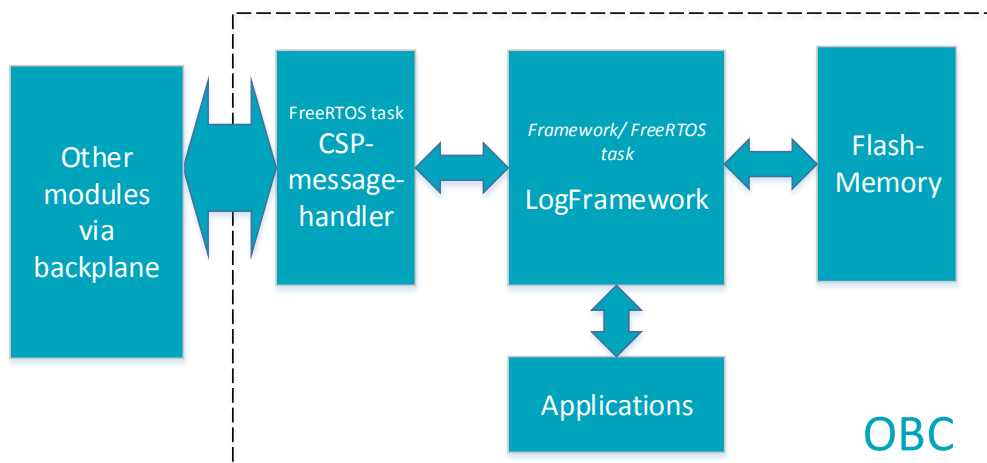 Other
modules
via
backplane
FreeRTOS task
CSP-
message-
handler
Framework/ FreeRTOS
task
LogFramework
Flash-
Memory
Applications
OBC